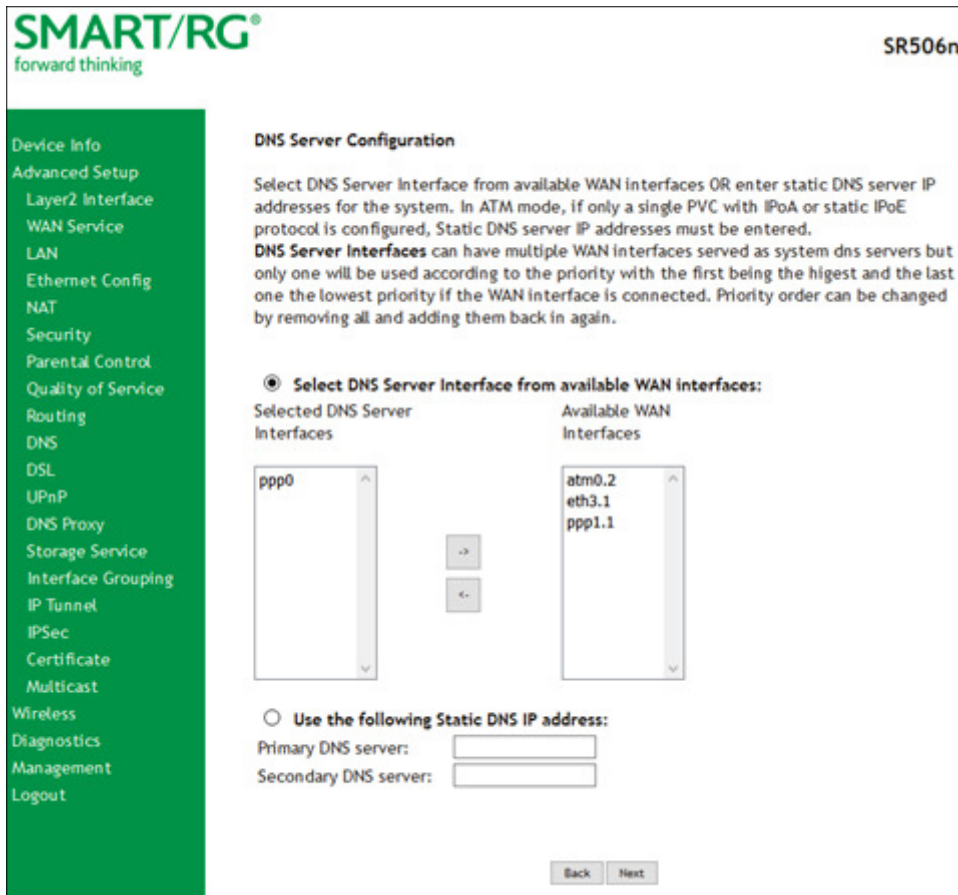 SMART/RG®
forward thinking
SR506n
Device Info
Advanced Setup
Layer2 Interface
WAN Service
LAN
Ethernet Config
NAT
Security
Parental Control
Quality of Service
Routing
DNS
DSL
UPnP
DNS Proxy
Storage Service
Interface Grouping
IP Tunnel
IPSec
Certificate
Multicast
Wireless
Diagnostics
Management
Logout
DNS Server Configuration
Select DNS Server Interface from available WAN interfaces OR enter static DNS server IP
addresses for the system. In ATM mode, if only a single PVC with IPoA or static IPoE
protocol is configured, Static DNS server IP addresses must be entered.
DNS Server Interfaces can have multiple WAN interfaces served as system dns servers but
only one will be used according to the priority with the first being the higest and the last
one the lowest priority if the WAN interface is connected. Priority order can be changed
by removing all and adding them back in again.
Select DNS Server Interface from available WAN interfaces:
Selected DNS Server
Interfaces
Available WAN
Interfaces
ppp0
atm0.2
eth3.1
ppp1.1
->
<-
Use the following Static DNS IP address:
Primary DNS server:
Secondary DNS server:
Back Next